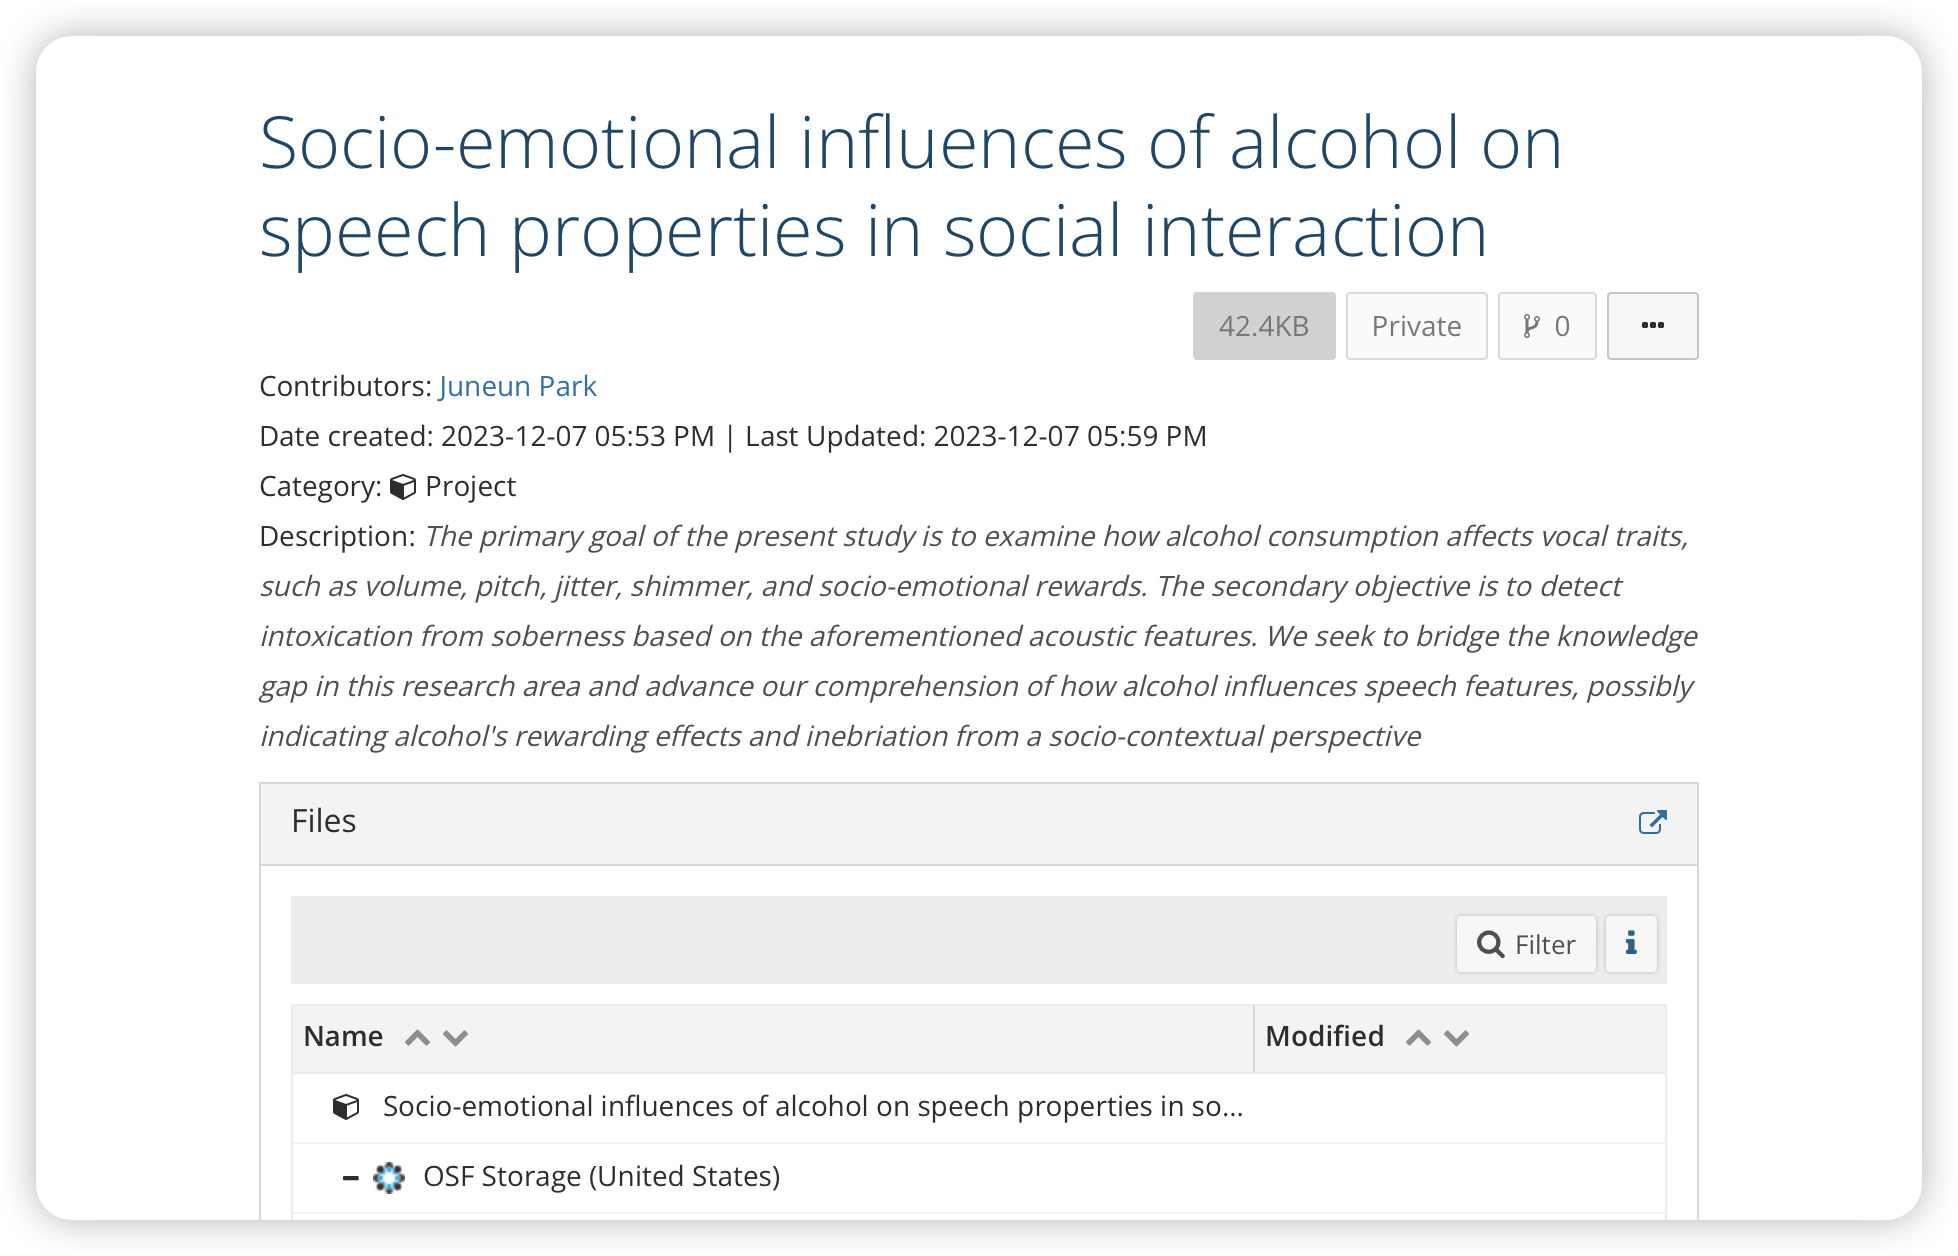 Socio-emotional influences of alcohol on
speech properties in social interaction
42.4KB Private 0 ...
Contributors: Juneun Park
Date created: 2023-12-07 05:53 PM | Last Updated: 2023-12-07 05:59 PM
Category: Project
Description: The primary goal of the present study is to examine how alcohol consumption affects vocal traits,
such as volume, pitch, jitter, shimmer, and socio-emotional rewards. The secondary objective is to detect
intoxication from soberness based on the aforementioned acoustic features. We seek to bridge the knowledge
gap in this research area and advance our comprehension of how alcohol influences speech features, possibly
indicating alcohol's rewarding effects and inebriation from a socio-contextual perspective
Files
Filter i
Name Modified
Socio-emotional influences of alcohol on speech properties in so...
OSF Storage (United States)